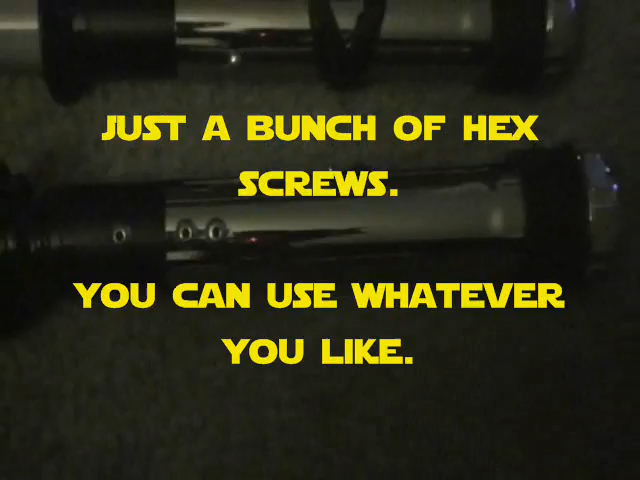 JUST A BUNCH OF HEX
SCREWS.
YOU CAN USE WHATEVER
YOU LIKE.